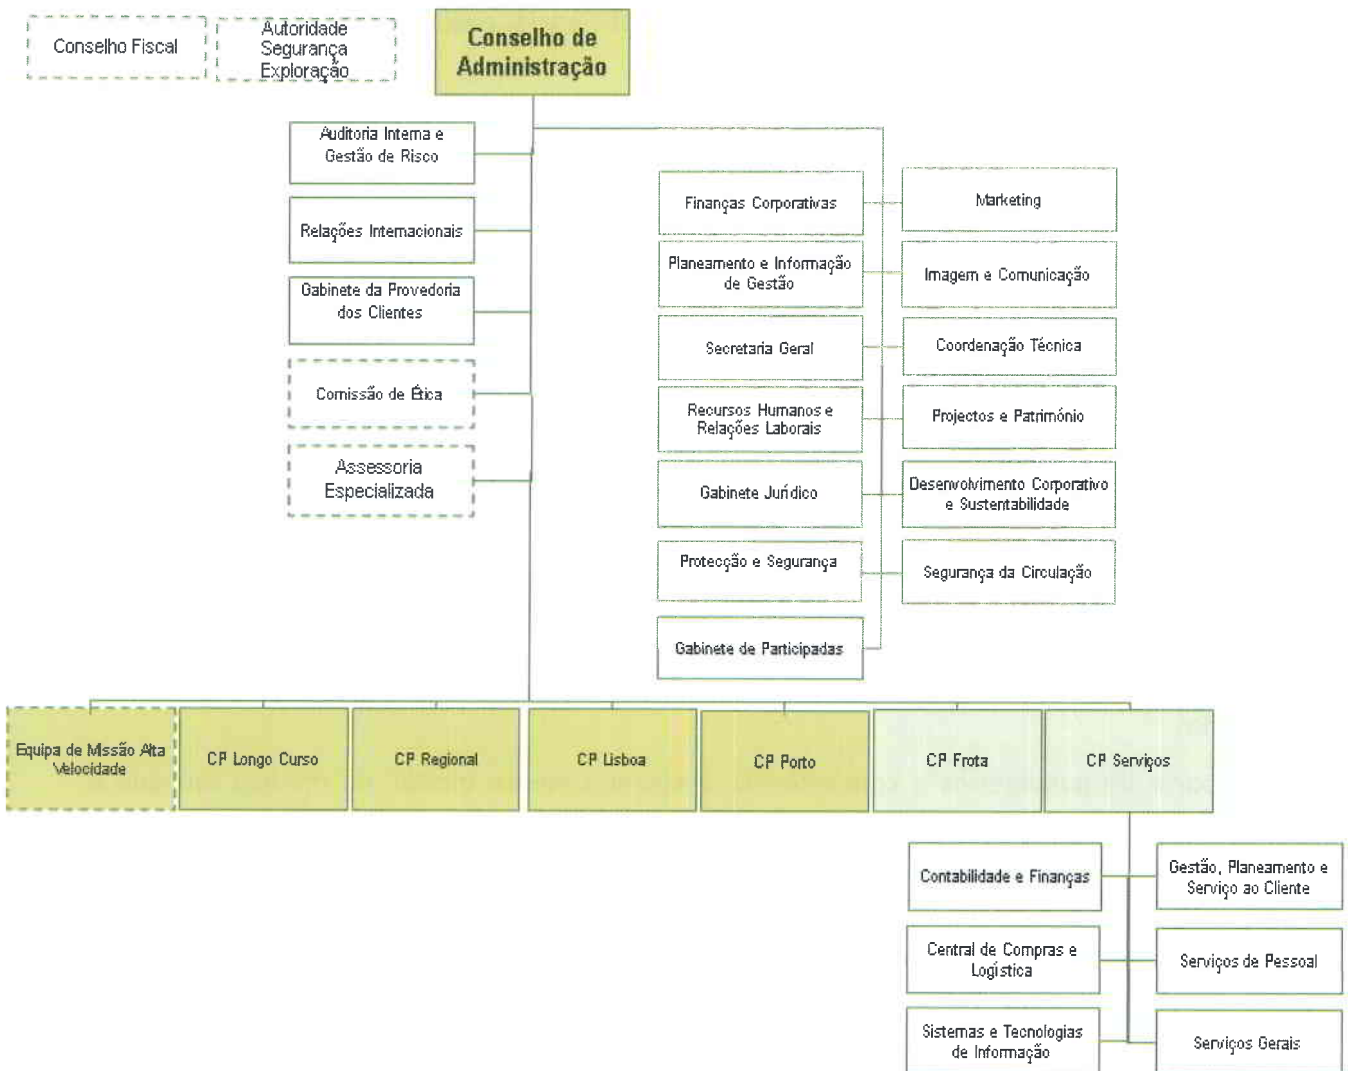 Conselho Fiscal
Autoridade
Segurança
Exploração
Conselho de
Administração
Auditoria Interna e
Gestão de Risco
Relações Internacionais
Gabinete da Provedoria
dos Clientes
Comissão de Ética
Assessoria
Especializada
Finanças Corporativas
Marketing
Planeamento e Informação
de Gestão
Imagem e Comunicação
Secretaria Geral
Coordenação Técnica
Recursos Humanos e
Relações Laborais
Projectos e Património
Gabinete Jurídico
Desenvolvimento Corporativo
e Sustentabilidade
Protecção e Segurança
Segurança da Circulação
Gabinete de Participadas
Equipa de Missão Alta
Velocidade
CP Longo Curso
CP Regional
CP Lisboa
CP Porto
CP Frota
CP Serviços
Contabilidade e Finanças
Gestão, Planeamento e
Serviço ao Cliente
Central de Compras e
Logística
Serviços de Pessoal
Sistemas e Tecnologias
de Informação
Serviços Gerais